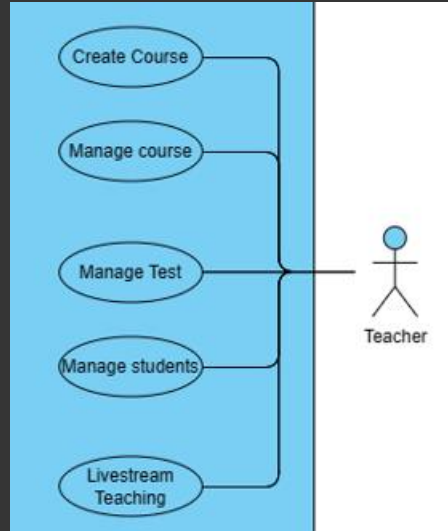 Create Course
Manage course
Manage Test
Teacher
Manage students
Livestream
Teaching